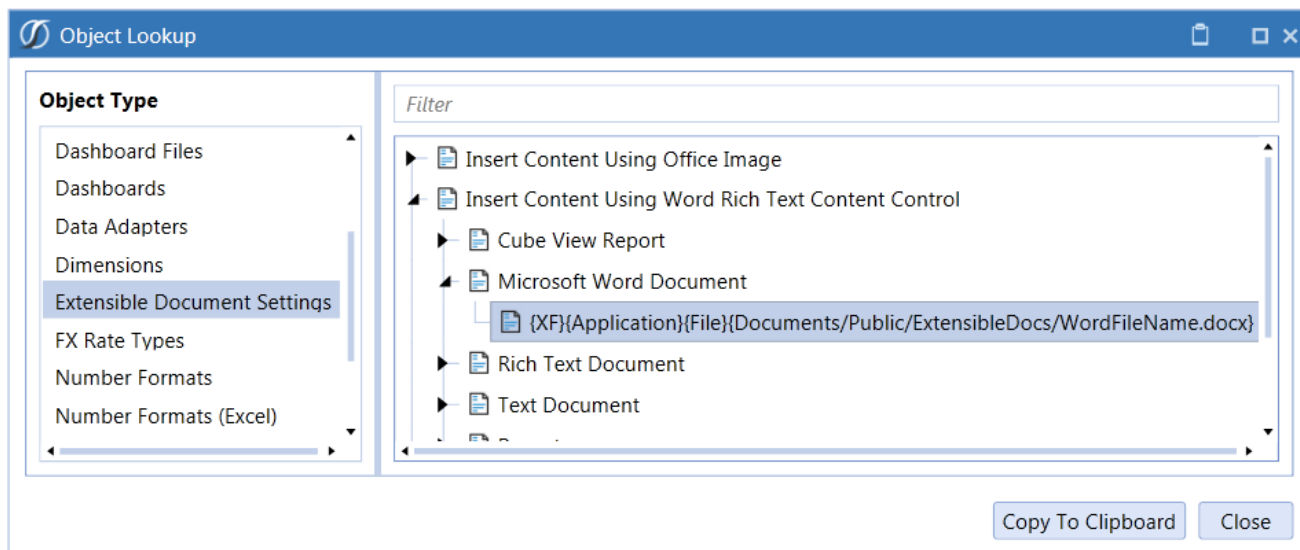 Object Lookup
Object Type
Dashboard Files
Dashboards
Data Adapters
Dimensions
Extensible Document Settings
FX Rate Types
Number Formats
Number Formats (Excel)
Filter
Insert Content Using Office Image
Insert Content Using Word Rich Text Content Control
Cube View Report
Microsoft Word Document
{XF}{Application}{File}{Documents/Public/ExtensibleDocs/WordFileName.docx}
Rich Text Document
Text Document
Copy To Clipboard
Close